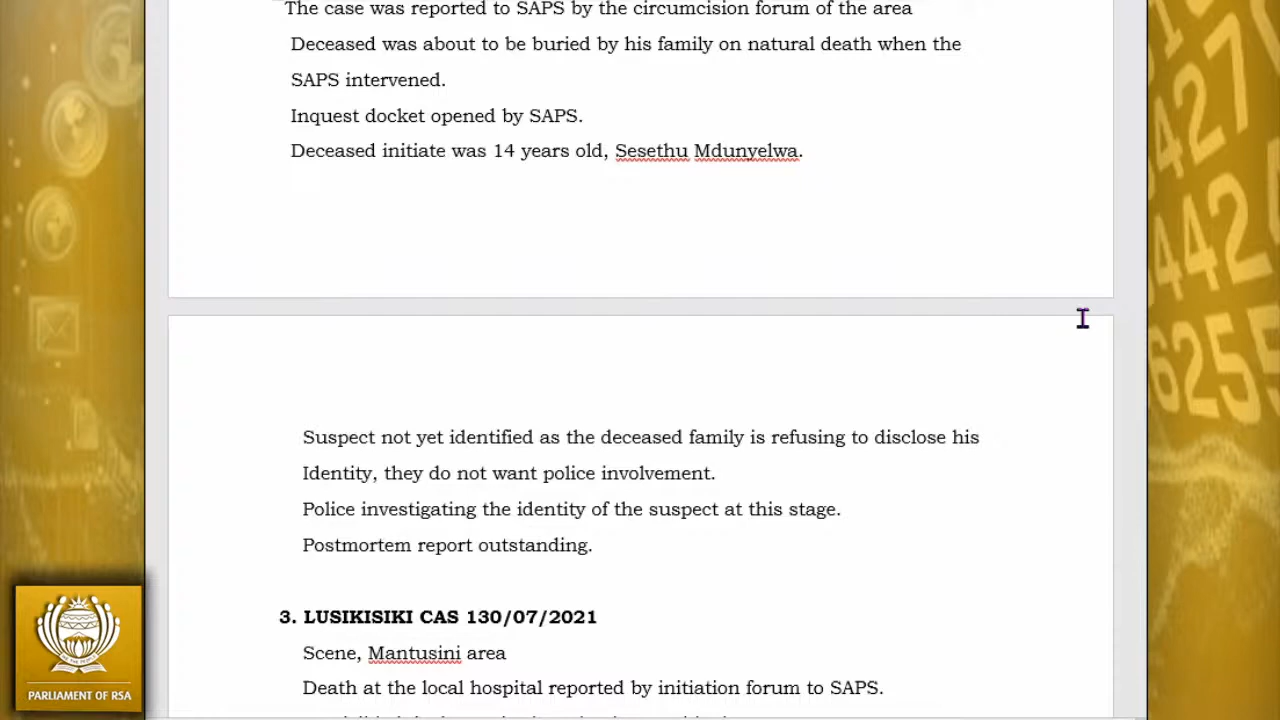 The case was reported to SAPS by the circumcision forum of the area
Deceased was about to be buried by his family on natural death when the
SAPS intervened.
Inquest docket opened by SAPS.
Deceased initiate was 14 years old, Sesethu Mdunyelwa.
Suspect not yet identified as the deceased family is refusing to disclose his
Identity, they do not want police involvement.
Police investigating the identity of the suspect at this stage.
Postmortem report outstanding.
3. LUSIKISIKI CAS 130/07/2021
Scene, Mantusini area
Death at the local hospital reported by initiation forum to SAPS.
PARLIAMENT OF RSA
427
442
442
6255